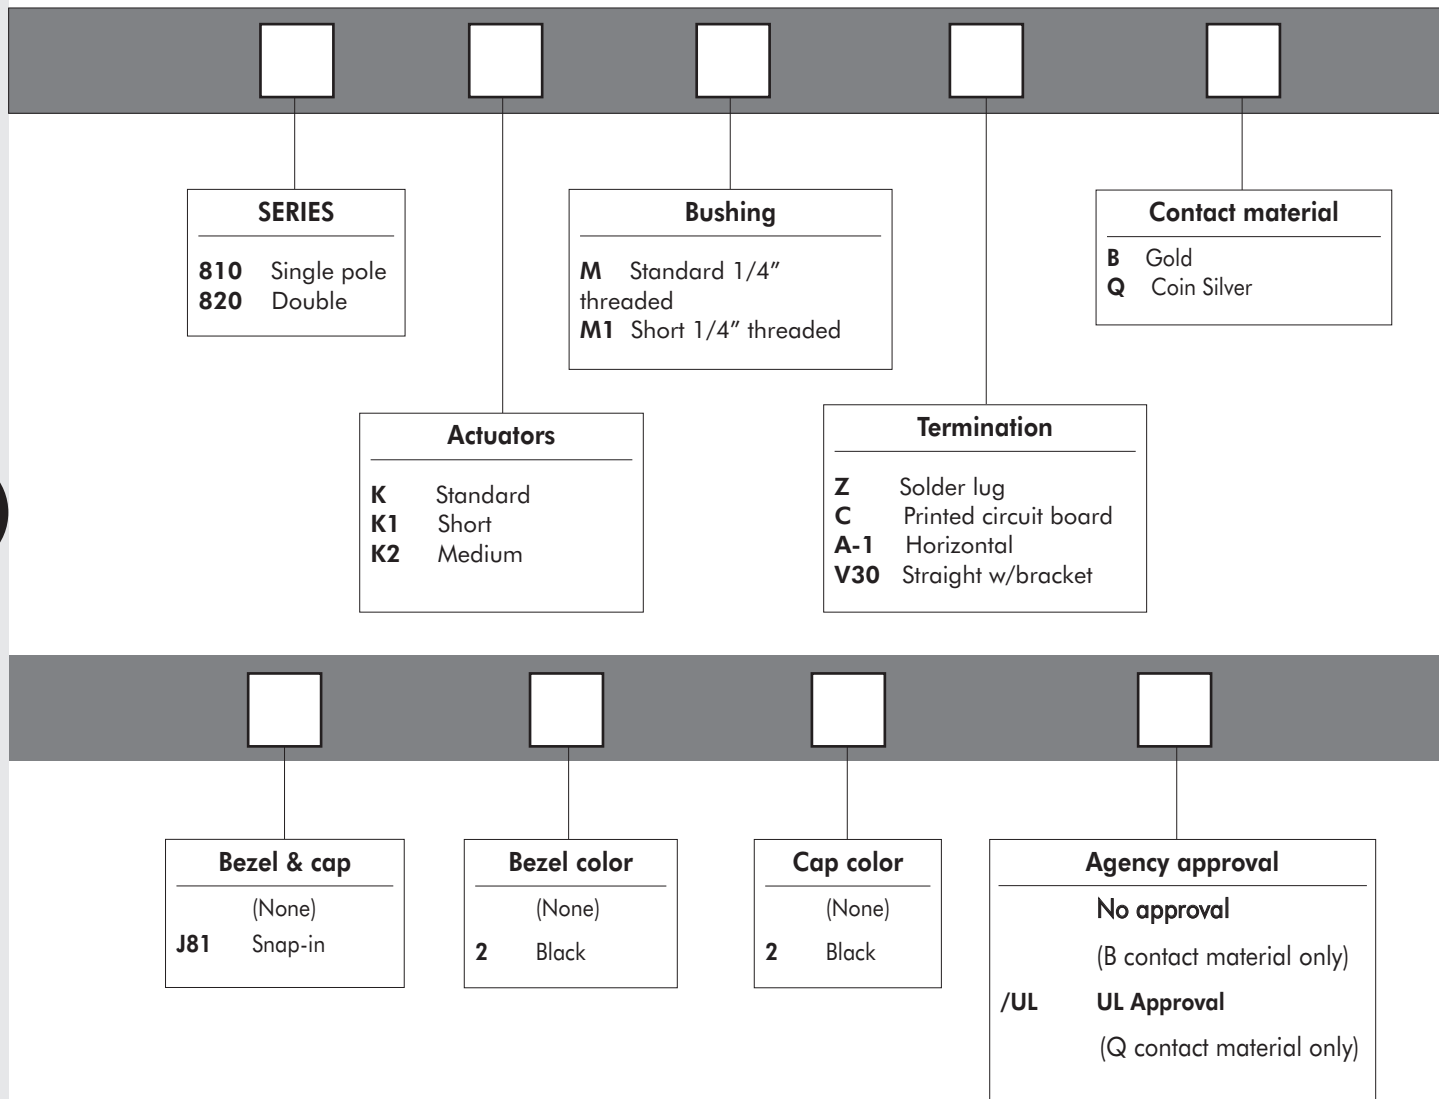 SERIES
810 Single pole
820 Double
Bushing
M Standard 1/4″
threaded
M1 Short 1/4″ threaded
Contact material
B Gold
Q Coin Silver
Actuators
K Standard
K1 Short
K2 Medium
Termination
Z Solder lug
C Printed circuit board
A-1 Horizontal
V30 Straight w/bracket
Bezel & cap
(None)
J81 Snap-in
Bezel color
(None)
2 Black
Cap color
(None)
2 Black
Agency approval
No approval
(B contact material only)
/UL UL Approval
(Q contact material only)